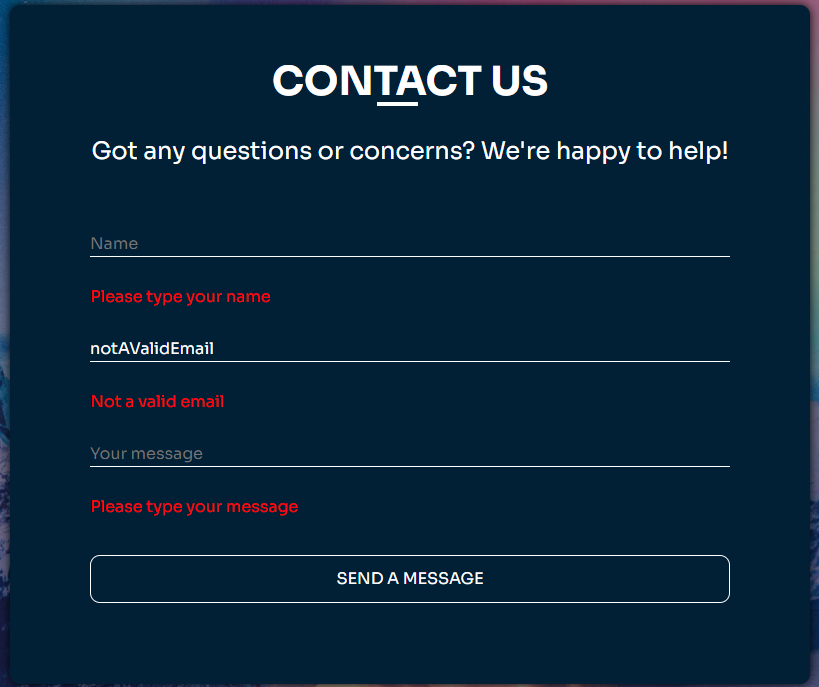 CONTACT US
Got any questions or concerns? We're happy to help!
Name
Please type your name
notAValidEmail
Not a valid email
Your message
Please type your message
SEND A MESSAGE